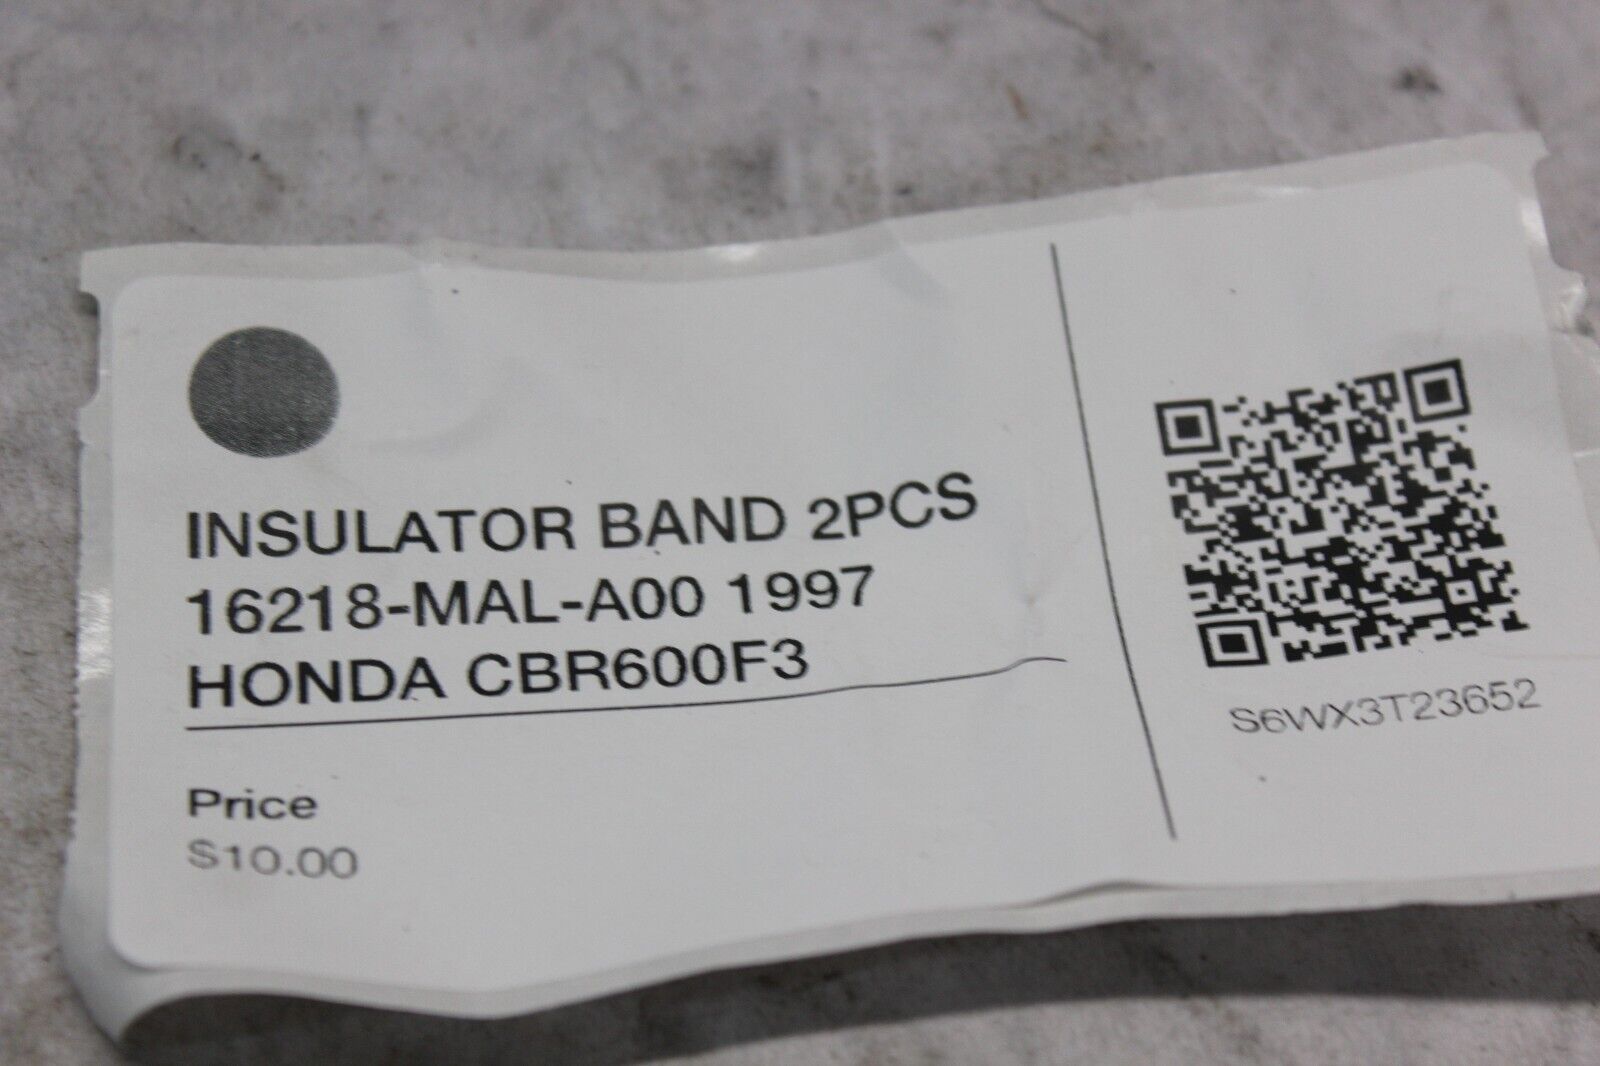 INSULATOR BAND 2PCS
16218-MAL-A00 1997
HONDA CBR600F3
Price
$10.00
S6WX3T23652